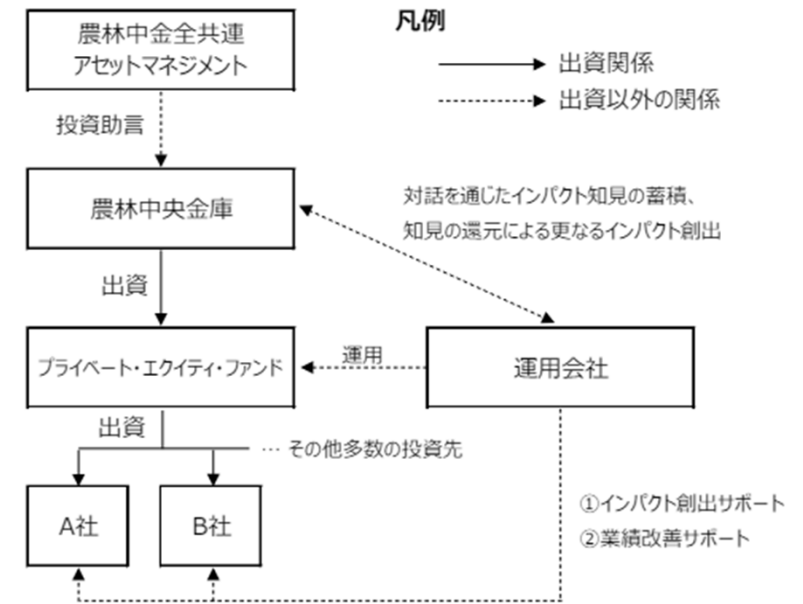 農林中金全共連
アセットマネジメント
凡例
出資関係
出資以外の関係
投資助言
農林中央金庫
対話を通じたインパクト知見の蓄積、
知見の還元による更なるインパクト創出
出資
プライベート・エクイティ・ファンド
運用
運用会社
出資
… その他多数の投資先
A社
B社
①インパクト創出サポート
②業績改善サポート